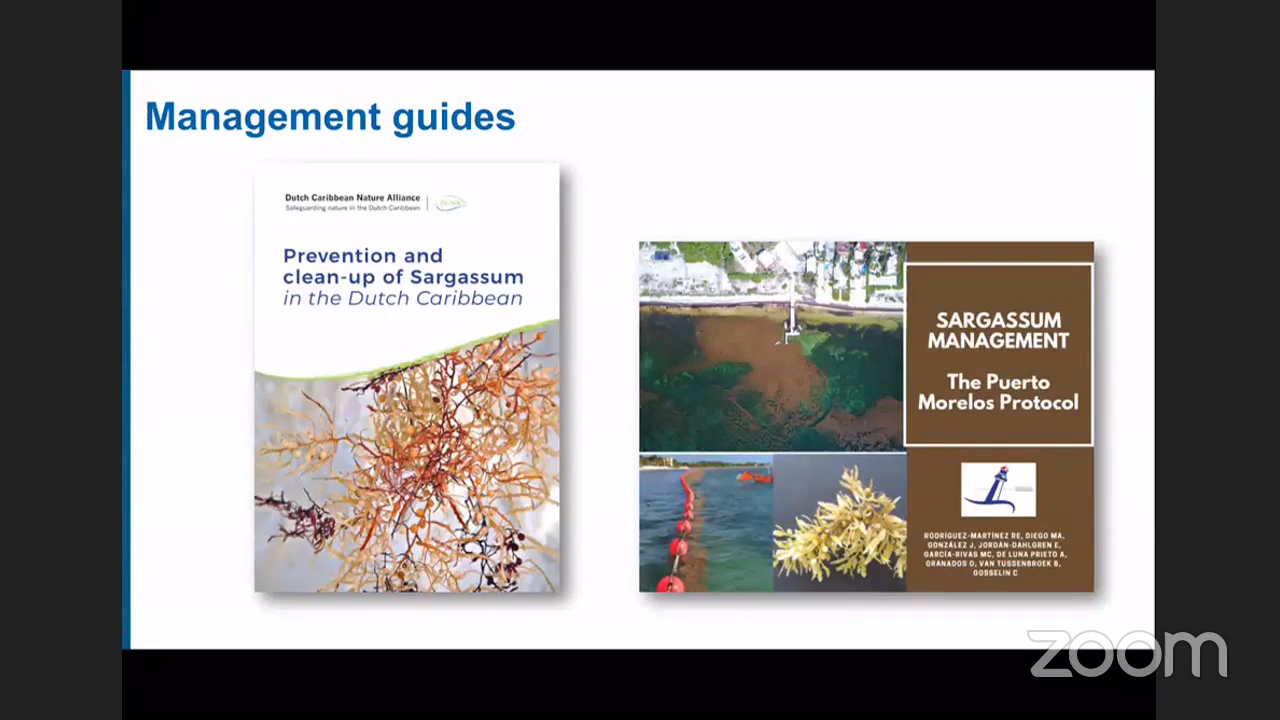 Management guides
Dutch Caribbean Nature Alliance
Safeguarding nature in the Dutch Caribbean
Prevention and
clean-up of Sargassum
in the Dutch Caribbean
SARGASSUM
MANAGEMENT
The Puerto
Morelos Protocol
RODRÍGUEZ-MARTÍNEZ RE, DIEGO MA,
GONZÁLEZ J, JORDÁN-DAHLGREN E,
GARCÍA-RIVAS MC, DE LUNA PRIETO A,
GRANADOS O, VAN TUSSENBROEK B,
GOSSELIN C
zoom